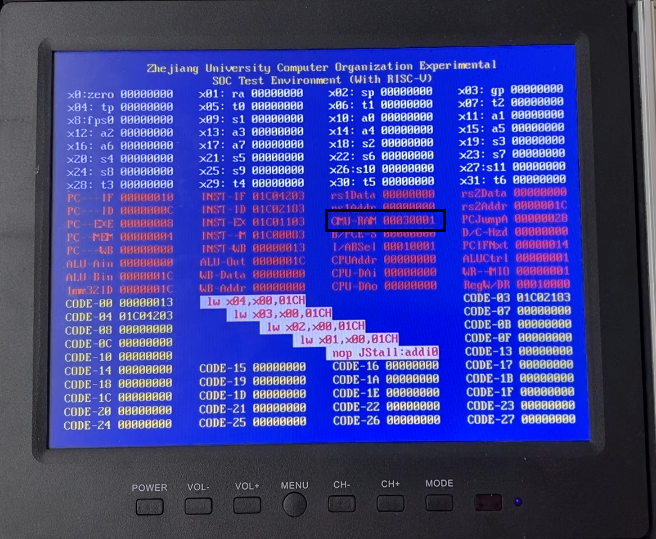 Zhejiang University Computer Organization Experimental
SOC Test Environment (With RISC-V)
x0:zero 00000000 x01: ra 00000000 x02: sp 00000000 x03: gp 00000000
x04: tp 00000000 x05: t0 00000000 x06: t1 00000000 x07: t2 00000000
x8:fps0 00000000 x09: s1 00000000 x10: a0 00000000 x11: a1 00000000
x12: a2 00000000 x13: a3 00000000 x14: a4 00000000 x15: a5 00000000
x16: a6 00000000 x17: a7 00000000 x18: s2 00000000 x19: s3 00000000
x20: s4 00000000 x21: s5 00000000 x22: s6 00000000 x23: s7 00000000
x24: s8 00000000 x25: s9 00000000 x26:s10 00000000 x27:s11 00000000
x28: t3 00000000 x29: t4 00000000 x30: t5 00000000 x31: t6 00000000
PC---IF 00000010 INST-IF 01C04203 rs1Data 00000000 rs2Data 00000000
PC---ID 0000000C INST-ID 01C02183 rs1Addr 00000000 rs2Addr 0000001C
PC--EXE 00000008 INST-EX 01C01103 CMU-RAM 00030001 PCJumpA 00000028
PC--MEM 00000004 INST-M 01C00083 B/PCE-S 00000000 D/C-Hzd 00000000
PC---WB 00000000 INST-WB 00000013 I/ABSel 00010001 PCIFNxt 00000014
ALU-Ain 00000000 ALU-Out 0000001C CPUAddr 00000000 ALUCtrl 00000001
ALU-Bin 0000001C WB-Data 00000000 CPU-DAi 00000000 WR--MIO 00000000
Imm32ID 0000001C WB-Addr 00000000 CPU-DAo 00000000 RegW/DR 00010000
CODE-00 00000013 lw x04,x00,01CH CODE-03 01C02183
CODE-04 01C04203 lw x03,x00,01CH CODE-07 00000000
CODE-08 00000000 lw x02,x00,01CH CODE-0B 00000000
CODE-0C 00000000 lw x01,x00,01CH CODE-0F 00000000
CODE-10 00000000 nop JStall:addi0 CODE-13 00000000
CODE-14 00000000 CODE-15 00000000 CODE-16 00000000 CODE-17 00000000
CODE-18 00000000 CODE-19 00000000 CODE-1A 00000000 CODE-1B 00000000
CODE-1C 00000000 CODE-1D 00000000 CODE-1E 00000000 CODE-1F 00000000
CODE-20 00000000 CODE-21 00000000 CODE-22 00000000 CODE-23 00000000
CODE-24 00000000 CODE-25 00000000 CODE-26 00000000 CODE-27 00000000
POWER VOL- VOL+ MENU CH- CH+ MODE